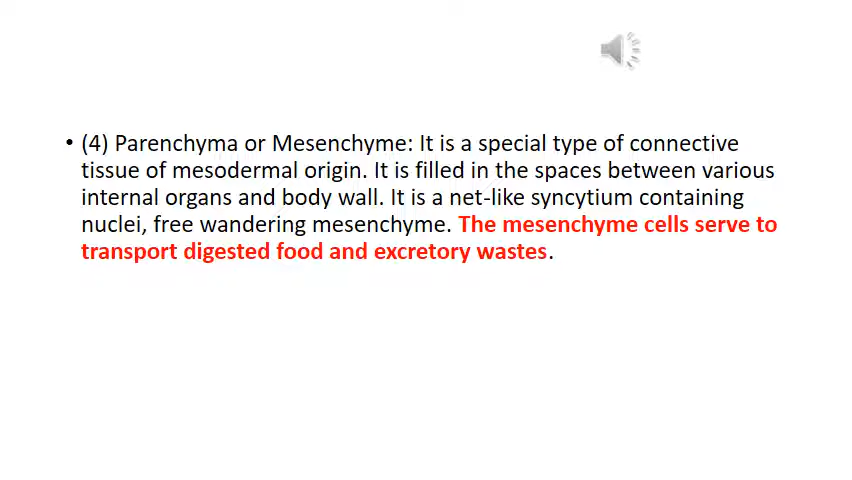 • (4) Parenchyma or Mesenchyme: It is a special type of connective
tissue of mesodermal origin. It is filled in the spaces between various
internal organs and body wall. It is a net-like syncytium containing
nuclei, free wandering mesenchyme. The mesenchyme cells serve to
transport digested food and excretory wastes.